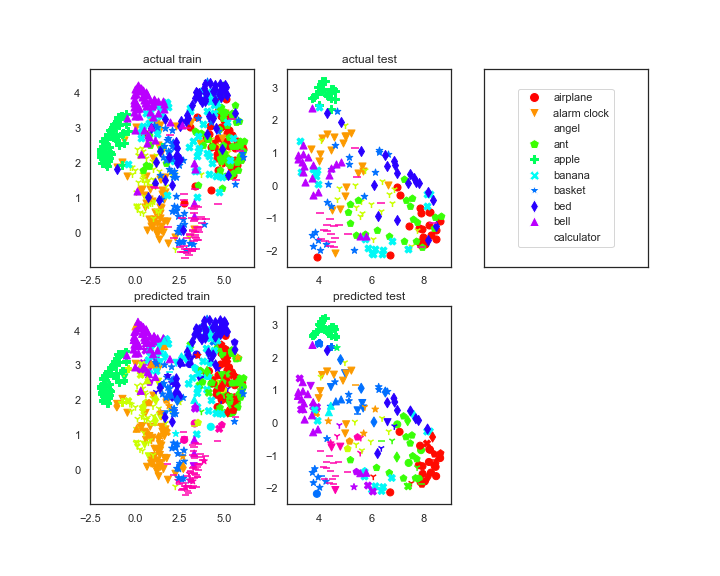 actual train
actual test
4
3
2
1
0
−2.5
0.0
2.5
5.0
3
2
1
0
−1
−2
4
6
8
airplane
alarm clock
angel
ant
apple
banana
basket
bed
bell
calculator
predicted train
predicted test
4
3
2
1
0
−2.5
0.0
2.5
5.0
3
2
1
0
−1
−2
4
6
8